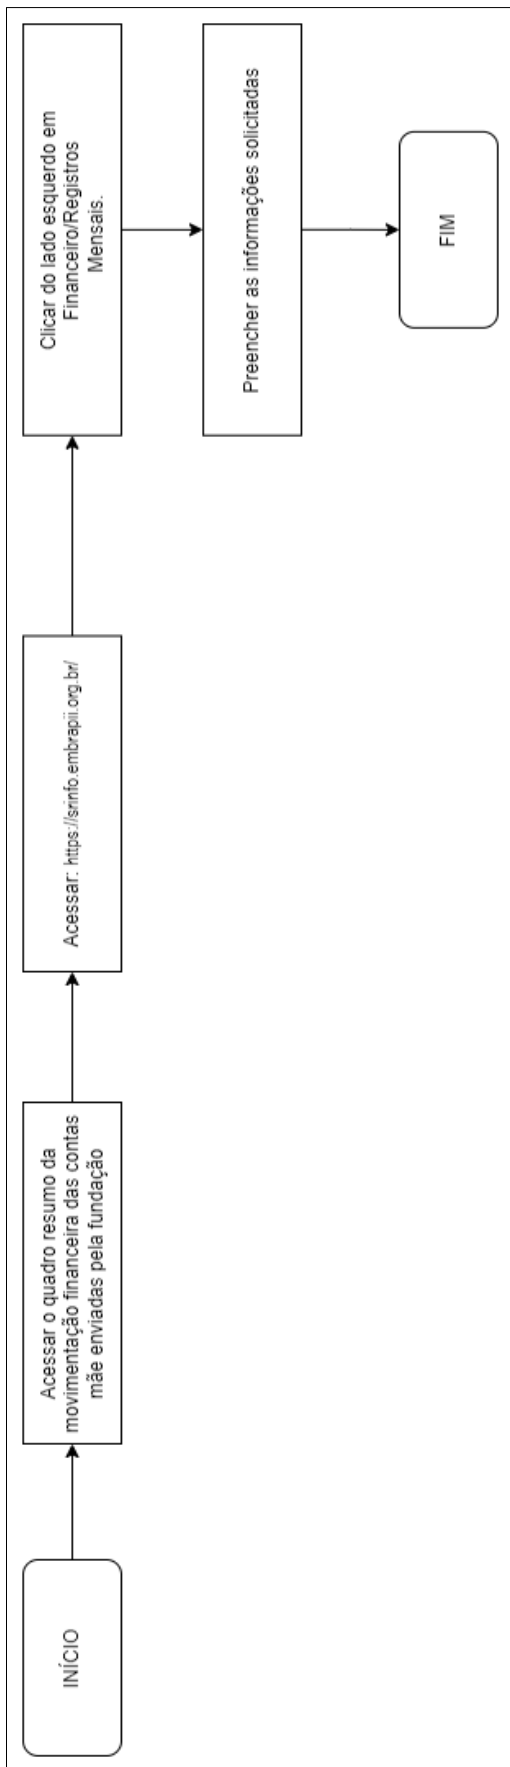 INÍCIO
Acessar o quadro resumo da
movimentação financeira das contas
mãe enviadas pela fundação
Acessar: https://srinfo.embrapii.org.br/
Clicar do lado esquerdo em
Financeiro/Registros
Mensais.
Preencher as informações solicitadas
FIM